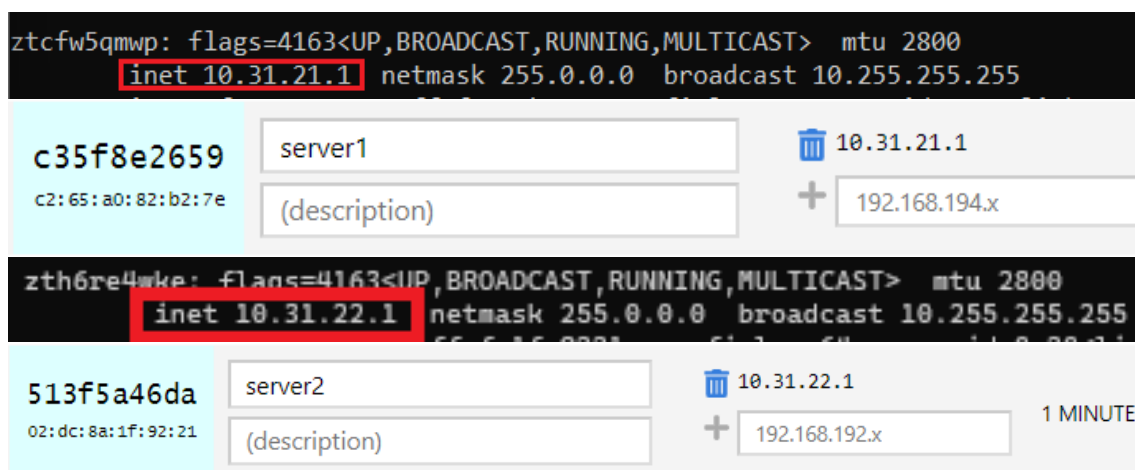 ztcfw5qmwp: flags=4163<UP,BROADCAST,RUNNING,MULTICAST>  mtu 2800
inet 10.31.21.1  netmask 255.0.0.0  broadcast 10.255.255.255
c35f8e2659 server1 10.31.21.1
c2:65:a0:82:b2:7e (description) 192.168.194.x
zth6re4wke: flags=4163<UP,BROADCAST,RUNNING,MULTICAST>  mtu 2800
inet 10.31.22.1  netmask 255.0.0.0  broadcast 10.255.255.255
513f5a46da server2 10.31.22.1
02:dc:8a:1f:92:21 (description) 192.168.192.x 1 MINUTE